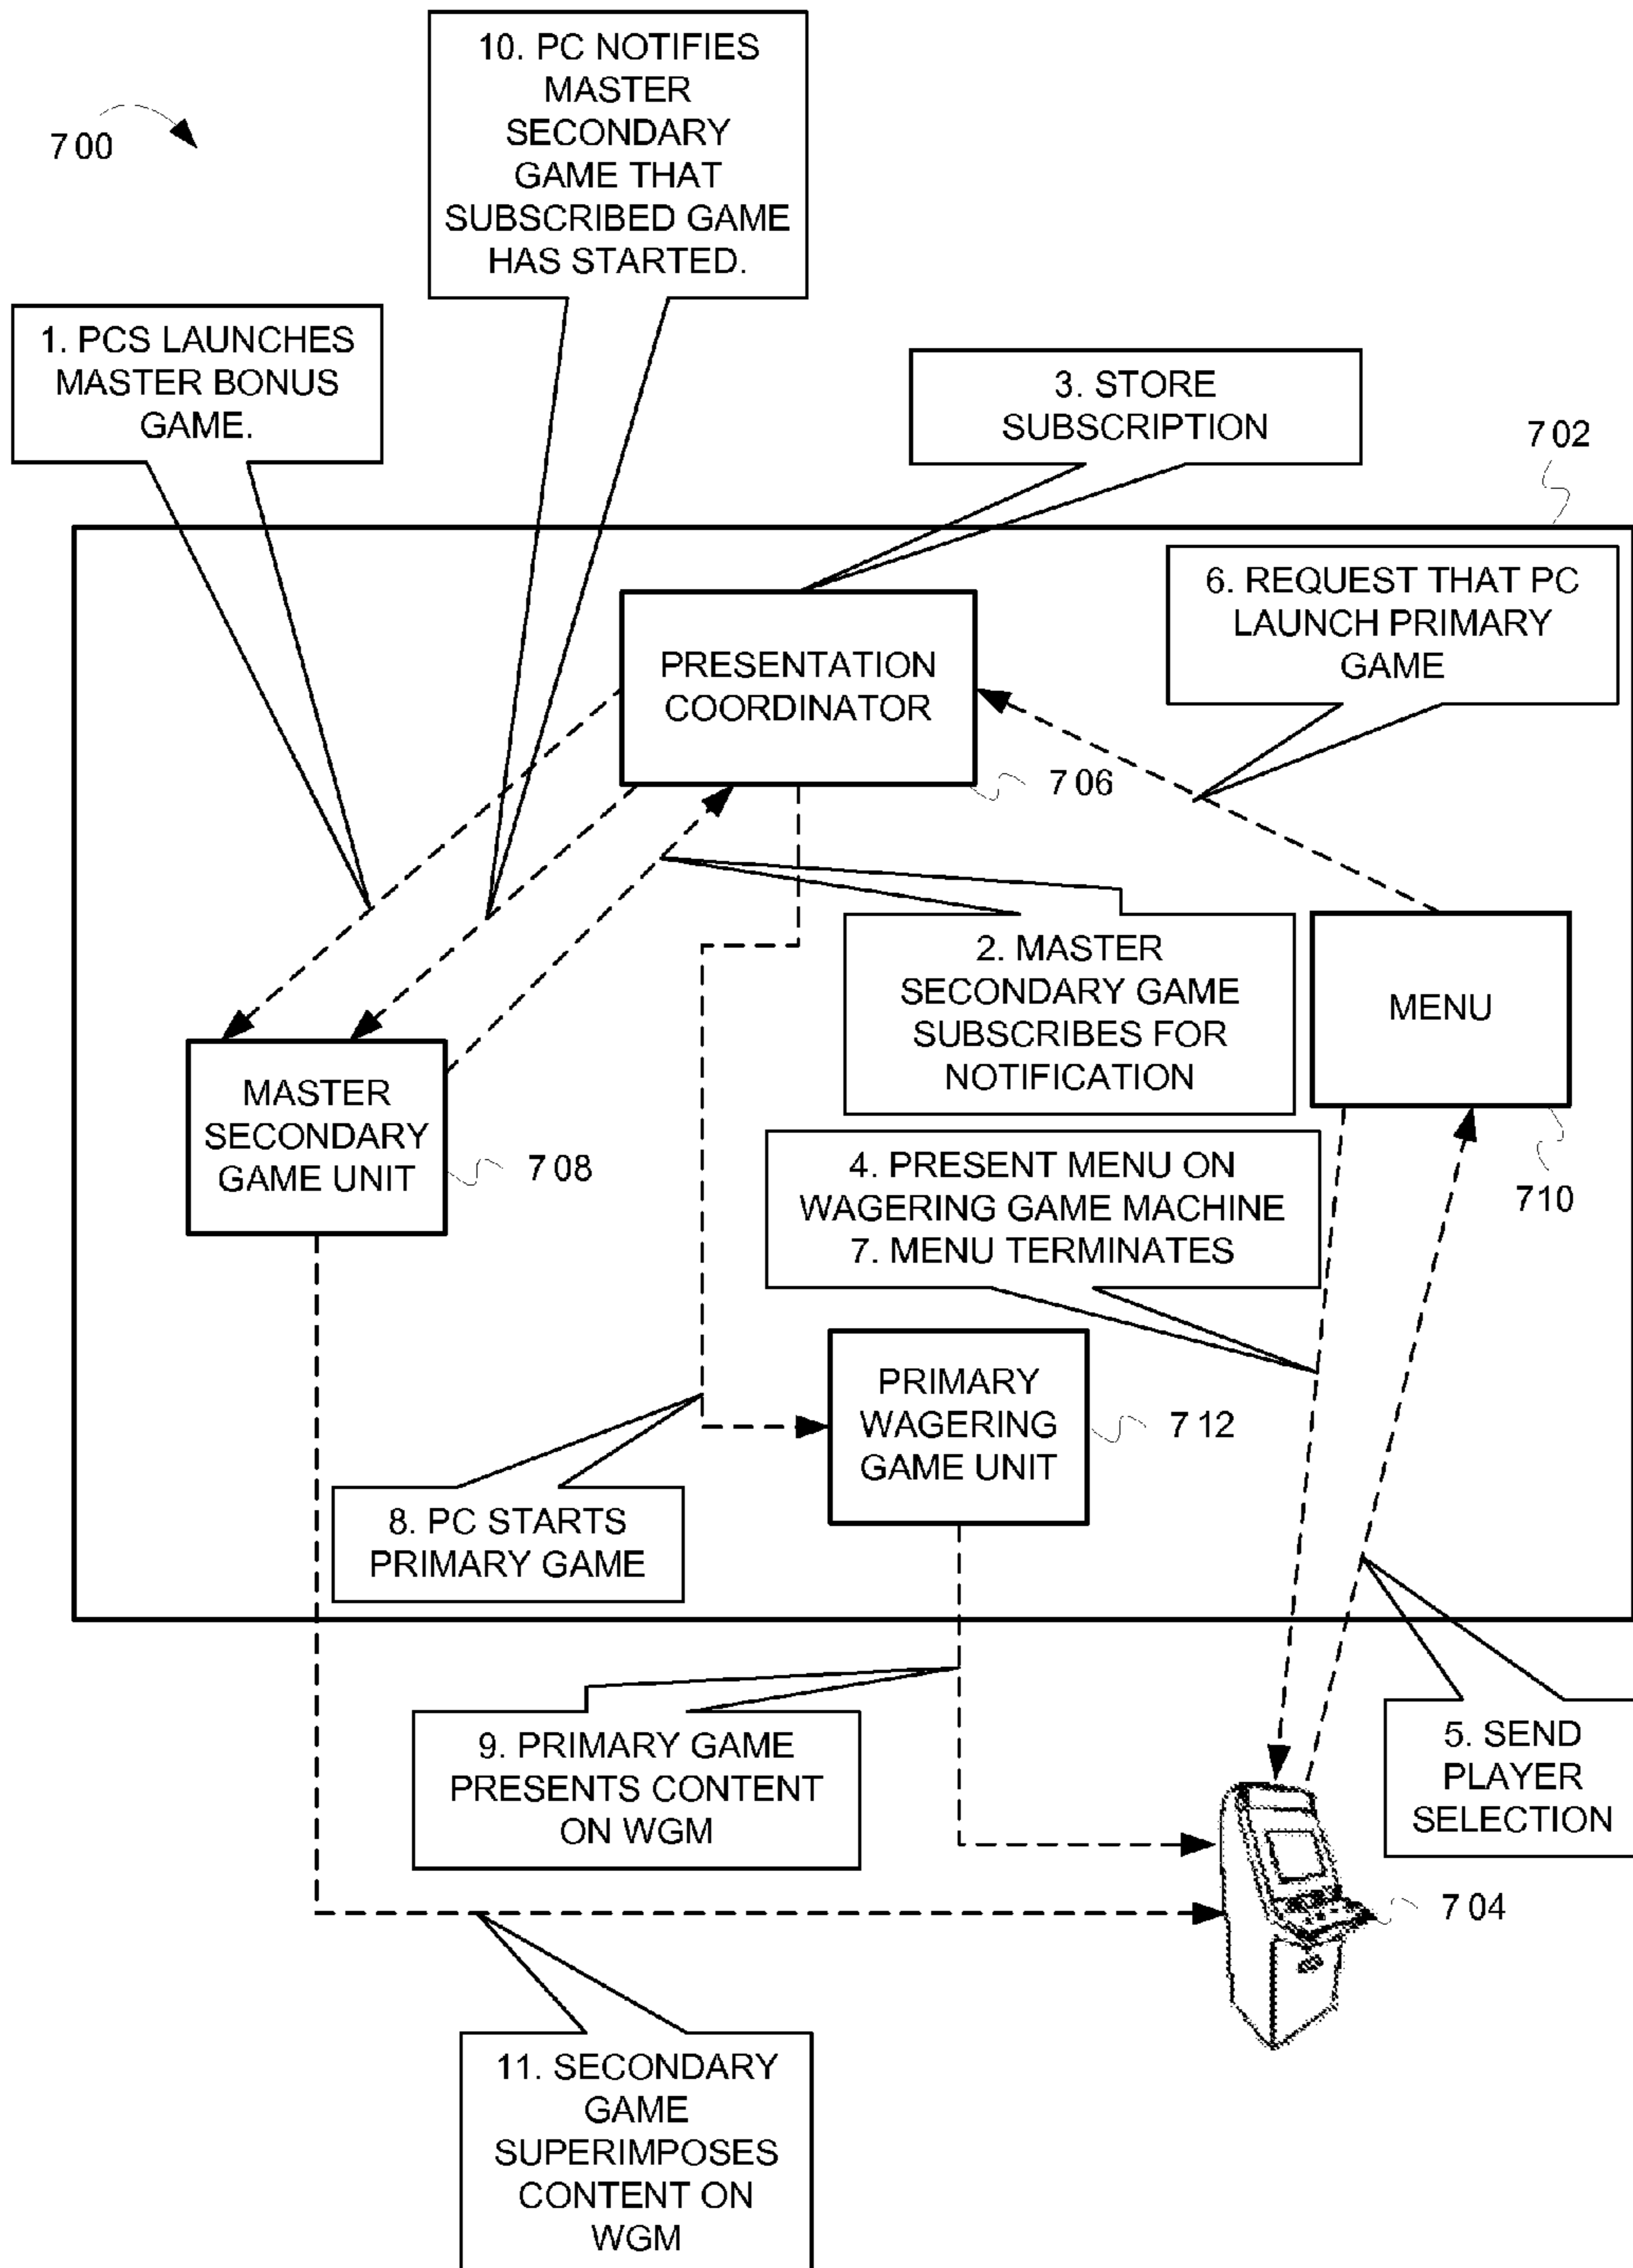 10. PC NOTIFIES
MASTER
SECONDARY
GAME THAT
SUBSCRIBED GAME
HAS STARTED.
700
1. PCS LAUNCHES
MASTER BONUS
GAME.
3. STORE
SUBSCRIPTION
702
6. REQUEST THAT PC
LAUNCH PRIMARY
GAME
PRESENTATION
COORDINATOR
706
2. MASTER
SECONDARY GAME
SUBSCRIBES FOR
NOTIFICATION
MENU
710
MASTER
SECONDARY
GAME UNIT
708
4. PRESENT MENU ON
WAGERING GAME MACHINE
7. MENU TERMINATES
PRIMARY
WAGERING
GAME UNIT
712
8. PC STARTS
PRIMARY GAME
9. PRIMARY GAME
PRESENTS CONTENT
ON WGM
5. SEND
PLAYER
SELECTION
704
11. SECONDARY
GAME
SUPERIMPOSES
CONTENT ON
WGM